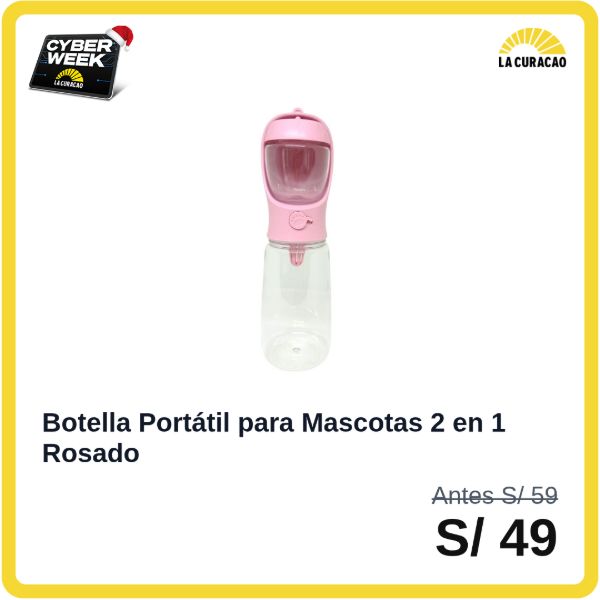 CYBER
WEEK
LA CURACAO
LA CURACAO
Botella Portátil para Mascotas 2 en 1
Rosado
Antes S/ 59
S/ 49